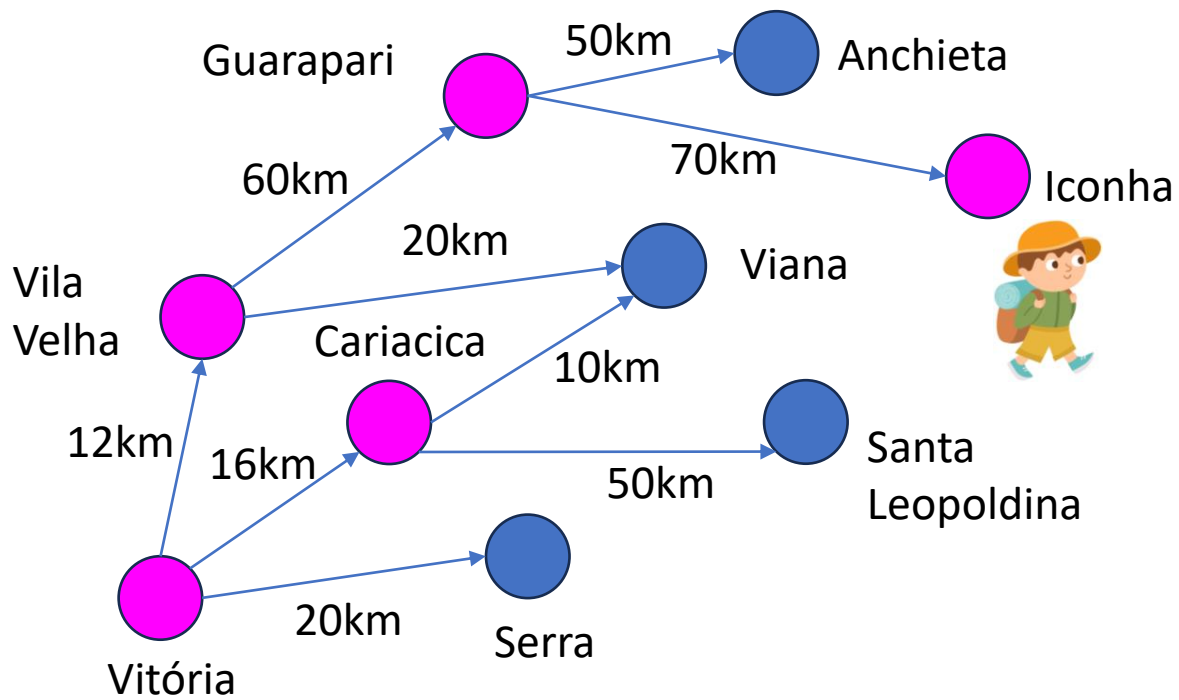 50km
Guarapari
Anchieta
70km
60km
Iconha
20km
Viana
Vila
Velha
Cariacica
10km
12km
16km
Santa
Leopoldina
50km
20km
Serra
Vitória